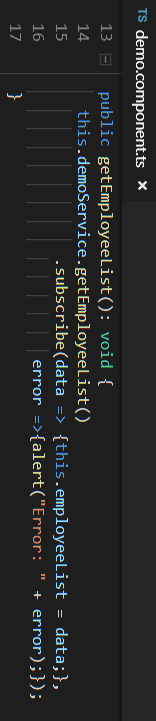 TS demo.component.ts ×
13 public getEmployeeList(): void {
14 this.demoService.getEmployeeList()
15 .subscribe(data => {this.employeeList = data;},
16 error =>{alert("Error: " + error);});
17 }